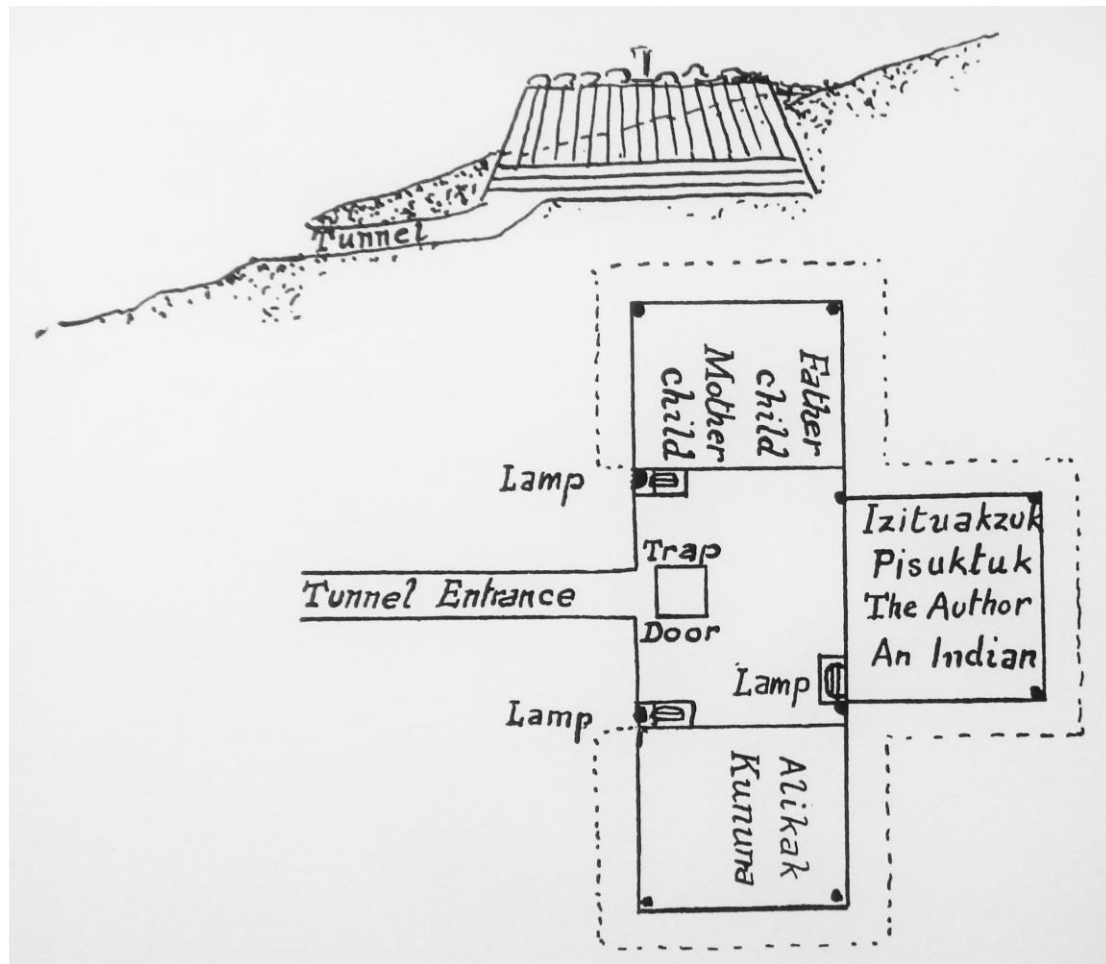 Tunnel
Father
child
Mother
child
Lamp
Izituakzuk
Pisuktuk
The Author
An Indian
Trap
Door
Tunnel Entrance
Lamp
Lamp
Alikak
Kununa